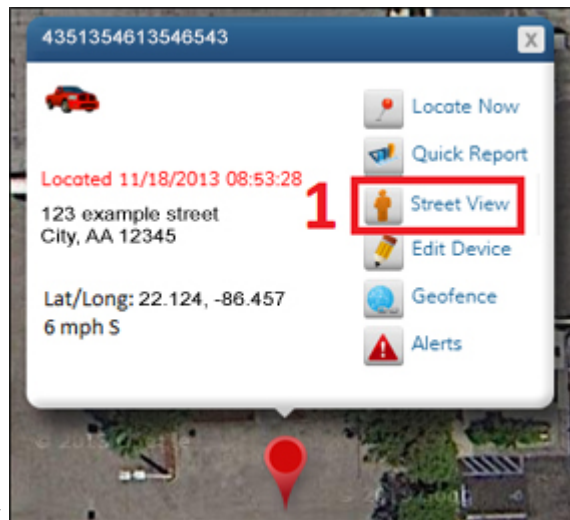 4351354613546543
X
Locate Now
Quick Report
Located 11/18/2013 08:53:28
1
Street View
123 example street
City, AA 12345
Edit Device
Lat/Long: 22.124, -86.457
Geofence
6 mph S
Alerts